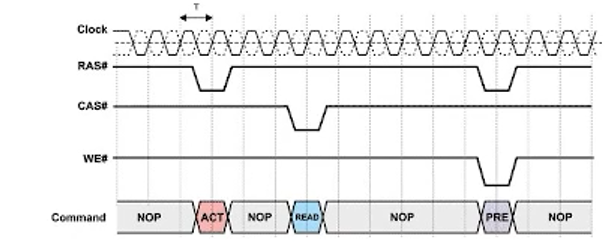 T
Clock
RAS#
CAS#
WE#
Command NOP ACT NOP READ NOP PRE NOP